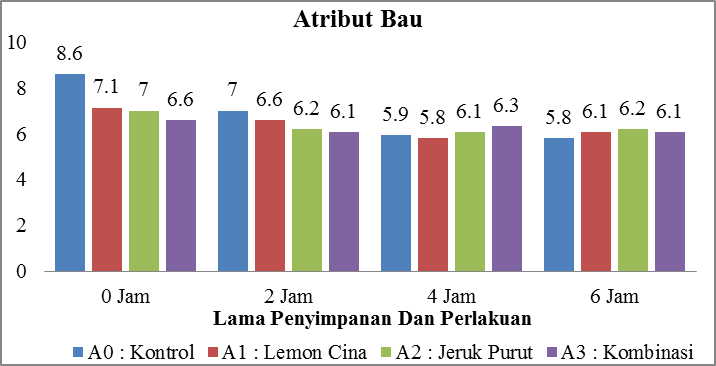 Atribut Bau
10
8
6
4
2
0
8.6 7.1 7 6.6 7 6.6 6.2 6.1 5.9 5.8 6.1 6.3 5.8 6.1 6.2 6.1
0 Jam 2 Jam 4 Jam 6 Jam
Lama Penyimpanan Dan Perlakuan
A0 : Kontrol A1 : Lemon Cina A2 : Jeruk Purut A3 : Kombinasi